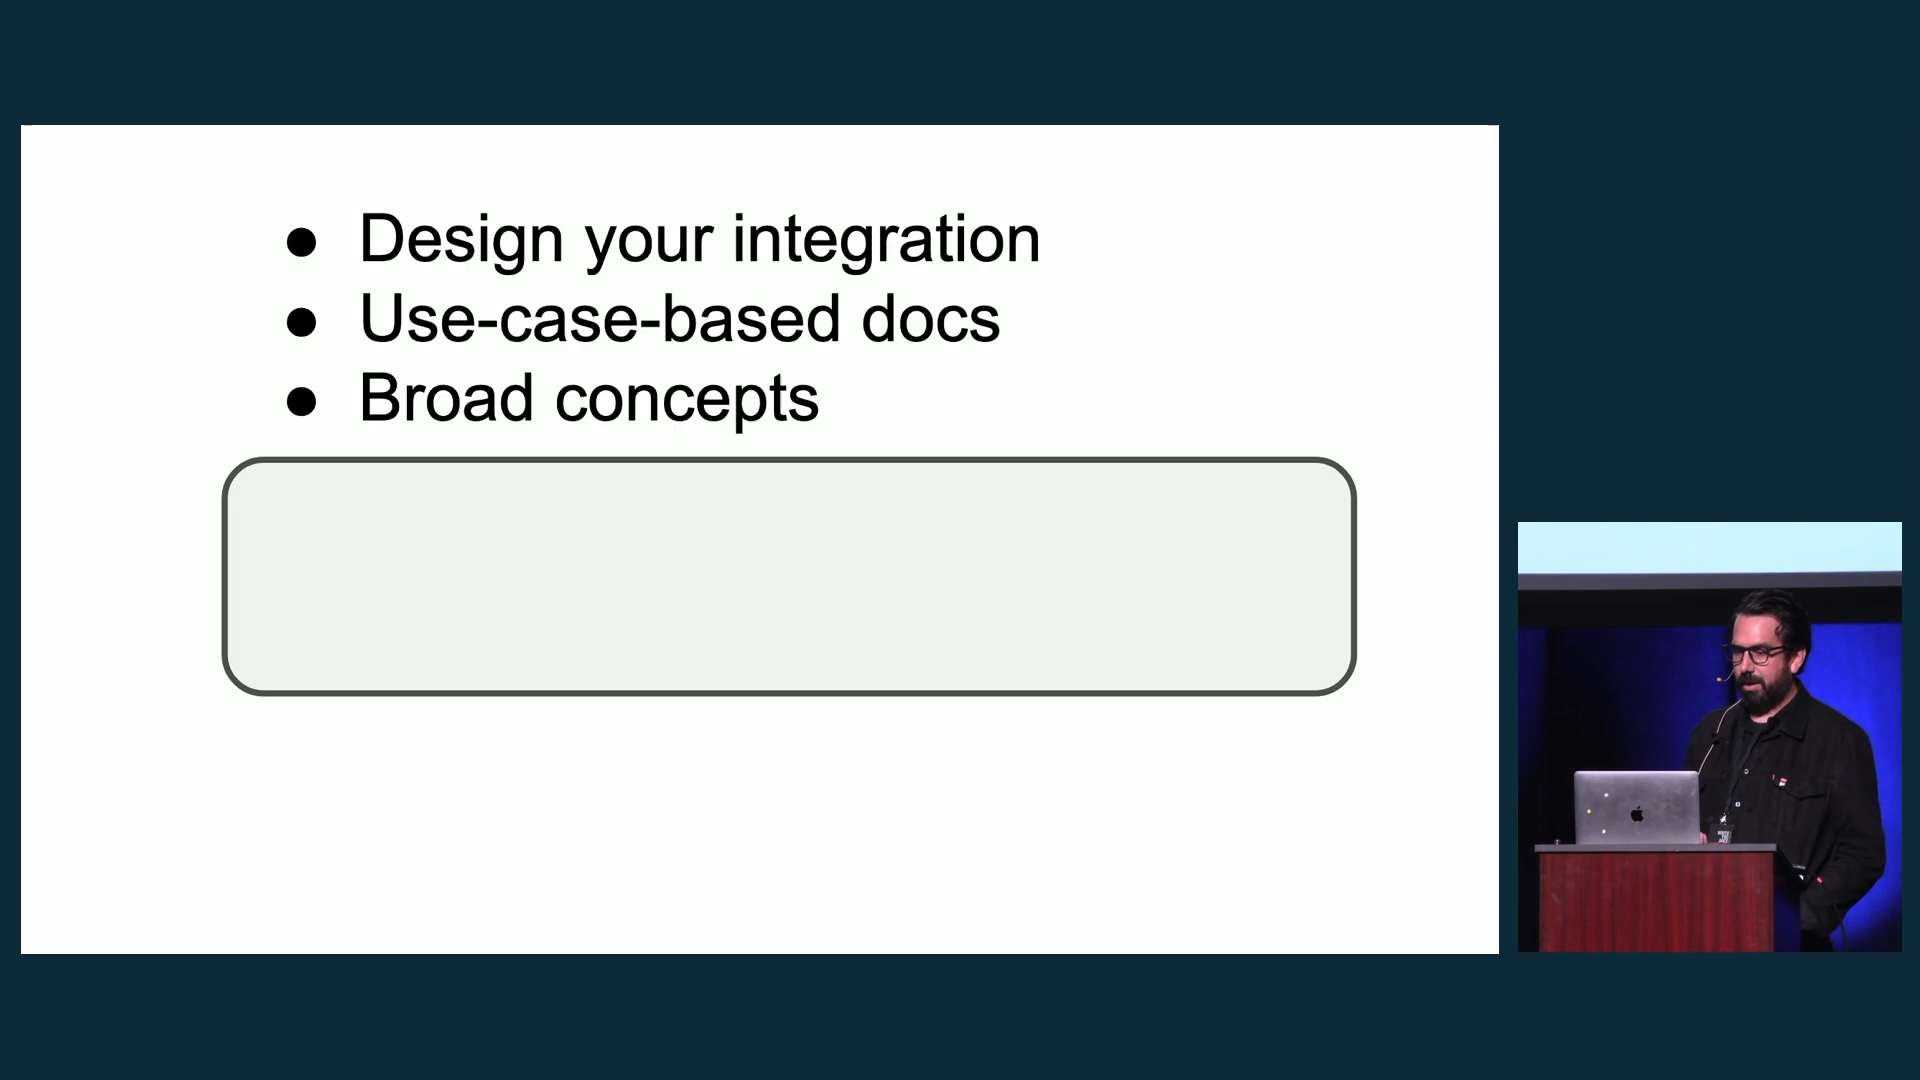 ● Design your integration
● Use-case-based docs
● Broad concepts